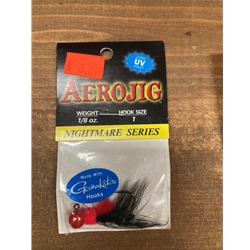 UV
AEROJIG
WEIGHT HOOK SIZE
1/8 oz. 1
NIGHTMARE SERIES
Made with
Gamakatsu
Hooks